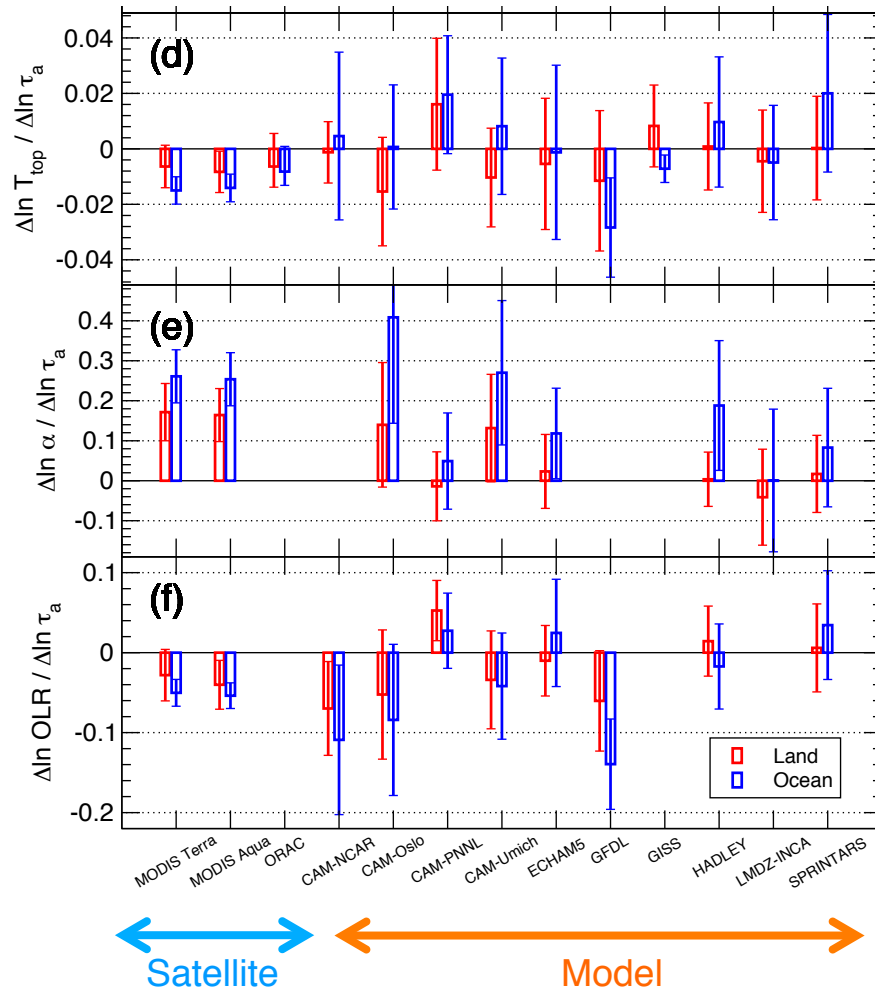 (d)
0.04
0.02
0
-0.02
-0.04
Δln T_top / Δln τ_a
(e)
0.4
0.3
0.2
0.1
0
-0.1
Δln α / Δln τ_a
(f)
0.1
0
-0.1
-0.2
Δln OLR / Δln τ_a
Land
Ocean
MODIS Terra
MODIS Aqua
ORAC
CAM-NCAR
CAM-Oslo
CAM-PNNL
CAM-Umich
ECHAM5
GFDL
GISS
HADLEY
LMDZ-INCA
SPRINTARS
Satellite
Model